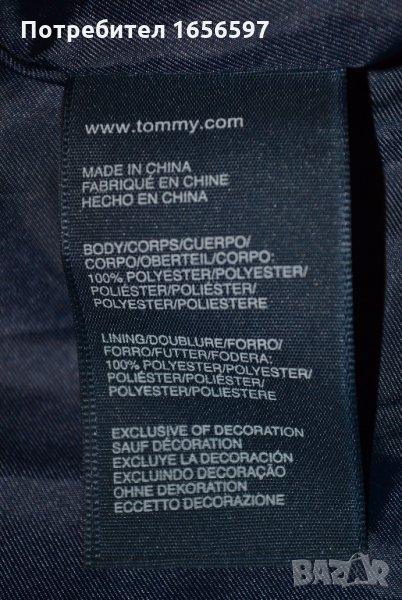 Потребител 1656597
www.tommy.com
MADE IN CHINA
FABRIQUÉ EN CHINE
HECHO EN CHINA
BODY/CORPS/CUERPO/
CORPO/OBERTEIL/CORPO:
100% POLYESTER/POLYESTER/
POLIÉSTER/POLIÉSTER/
POLYESTER/POLIESTERE
LINING/DOUBLURE/FORRO/
FORRO/FUTTER/FODERA:
100% POLYESTER/POLYESTER/
POLIÉSTER/POLIÉSTER/
POLYESTER/POLIESTERE
EXCLUSIVE OF DECORATION
SAUF DÉCORATION
EXCLUYE LA DECORACIÓN
EXCLUINDO DECORAÇÃO
OHNE DEKORATION
ECCETTO DECORAZIONE
BAZAR